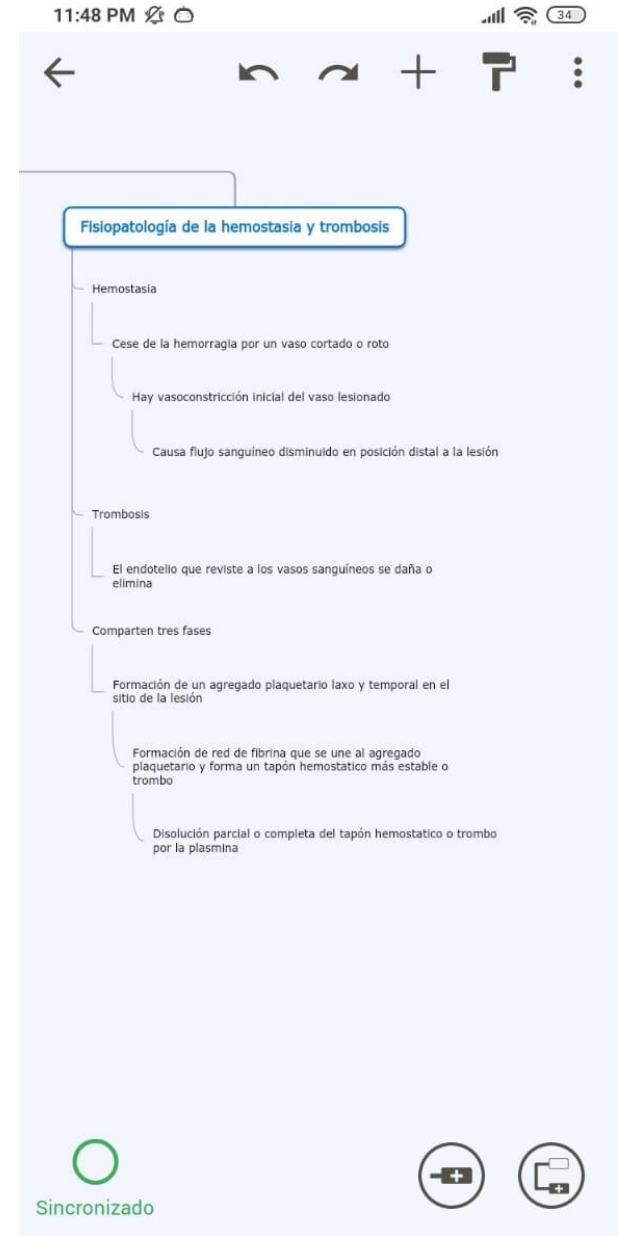 11:48 PM
34
Fisiopatología de la hemostasia y trombosis
Hemostasia
Cese de la hemorragia por un vaso cortado o roto
Hay vasoconstricción inicial del vaso lesionado
Causa flujo sanguíneo disminuido en posición distal a la lesión
Trombosis
El endotelio que reviste a los vasos sanguíneos se daña o
elimina
Comparten tres fases
Formación de un agregado plaquetario laxo y temporal en el
sitio de la lesión
Formación de red de fibrina que se une al agregado
plaquetario y forma un tapón hemostatico más estable o
trombo
Disolución parcial o completa del tapón hemostatico o trombo
por la plasmina
Sincronizado